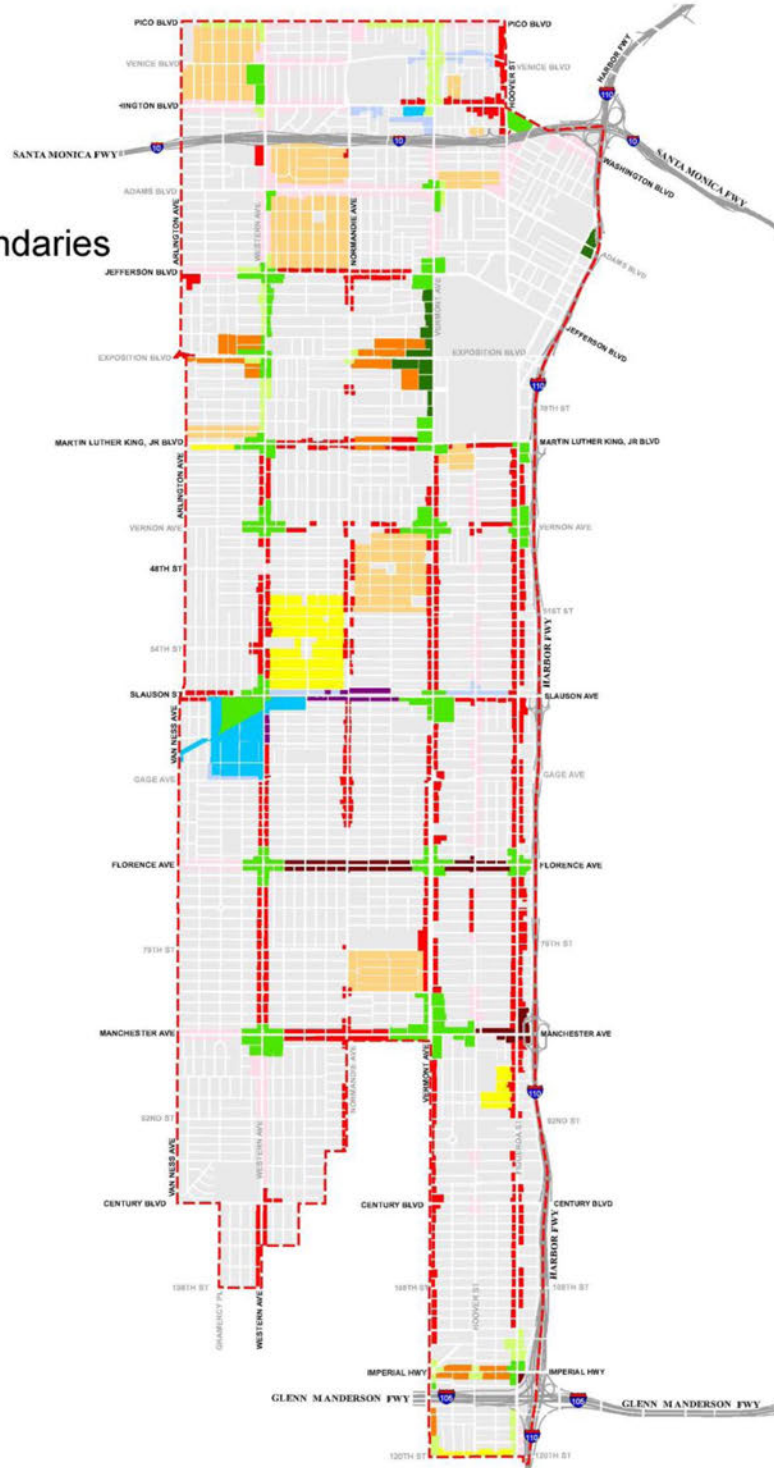 PICO BLVD
PICO BLVD
VENICE BLVD
VENICE BLVD
HOOVER ST
HARBOR FWY
110
HINGTON BLVD
SANTA MONICA FWY
10
10
10
SANTA MONICA FWY
WASHINGTON BLVD
ADAMS BLVD
ARLINGTON AVE
WESTERN AVE
NORMANDIE AVE
ndaries
ADAMS BLVD
JEFFERSON BLVD
VERMONT AVE
JEFFERSON BLVD
EXPOSITION BLVD
EXPOSITION BLVD
110
MARTIN LUTHER KING, JR BLVD
MARTIN LUTHER KING, JR BLVD
ARLINGTON AVE
VERNON AVE
VERNON AVE
48TH ST
51ST ST
54TH ST
HARBOR FWY
SLAUSON ST
SLAUSON AVE
VAN NESS AVE
GAGE AVE
GAGE AVE
FLORENCE AVE
FLORENCE AVE
76TH ST
MANCHESTER AVE
MANCHESTER AVE
NORMANDIE AVE
VERMONT AVE
110
92ND ST
92ND ST
FIGUEROA ST
WESTERN AVE
VAN NESS AVE
CENTURY BLVD
CENTURY BLVD
CENTURY BLVD
HARBOR FWY
108TH ST
108TH ST
GRAMERCY PL
WESTERN AVE
HOOVER ST
IMPERIAL HWY
IMPERIAL HWY
GLENN M ANDERSON FWY
105
105
GLENN M ANDERSON FWY
110
120TH ST
120TH ST